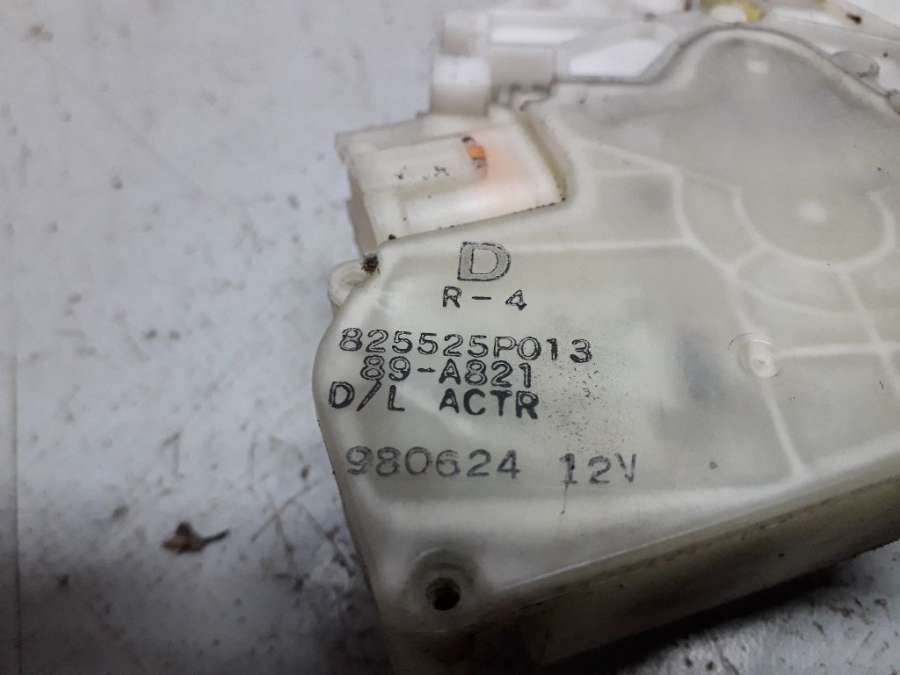 D
R-4
825525P013
89-A821
D/L ACTR
980624 12V